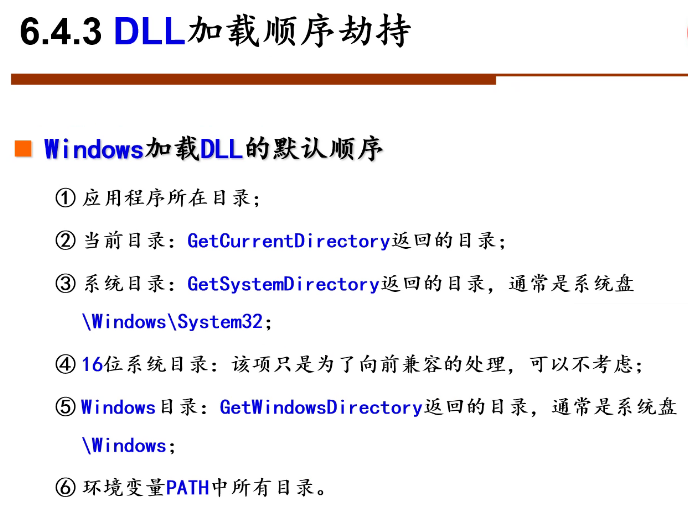 6.4.3 DLL加载顺序劫持
Windows加载DLL的默认顺序
① 应用程序所在目录；
② 当前目录：GetCurrentDirectory返回的目录；
③ 系统目录：GetSystemDirectory返回的目录，通常是系统盘
\Windows\System32；
④ 16位系统目录：该项只是为了向前兼容的处理，可以不考虑；
⑤ Windows目录：GetWindowsDirectory返回的目录，通常是系统盘
\Windows；
⑥ 环境变量PATH中所有目录。